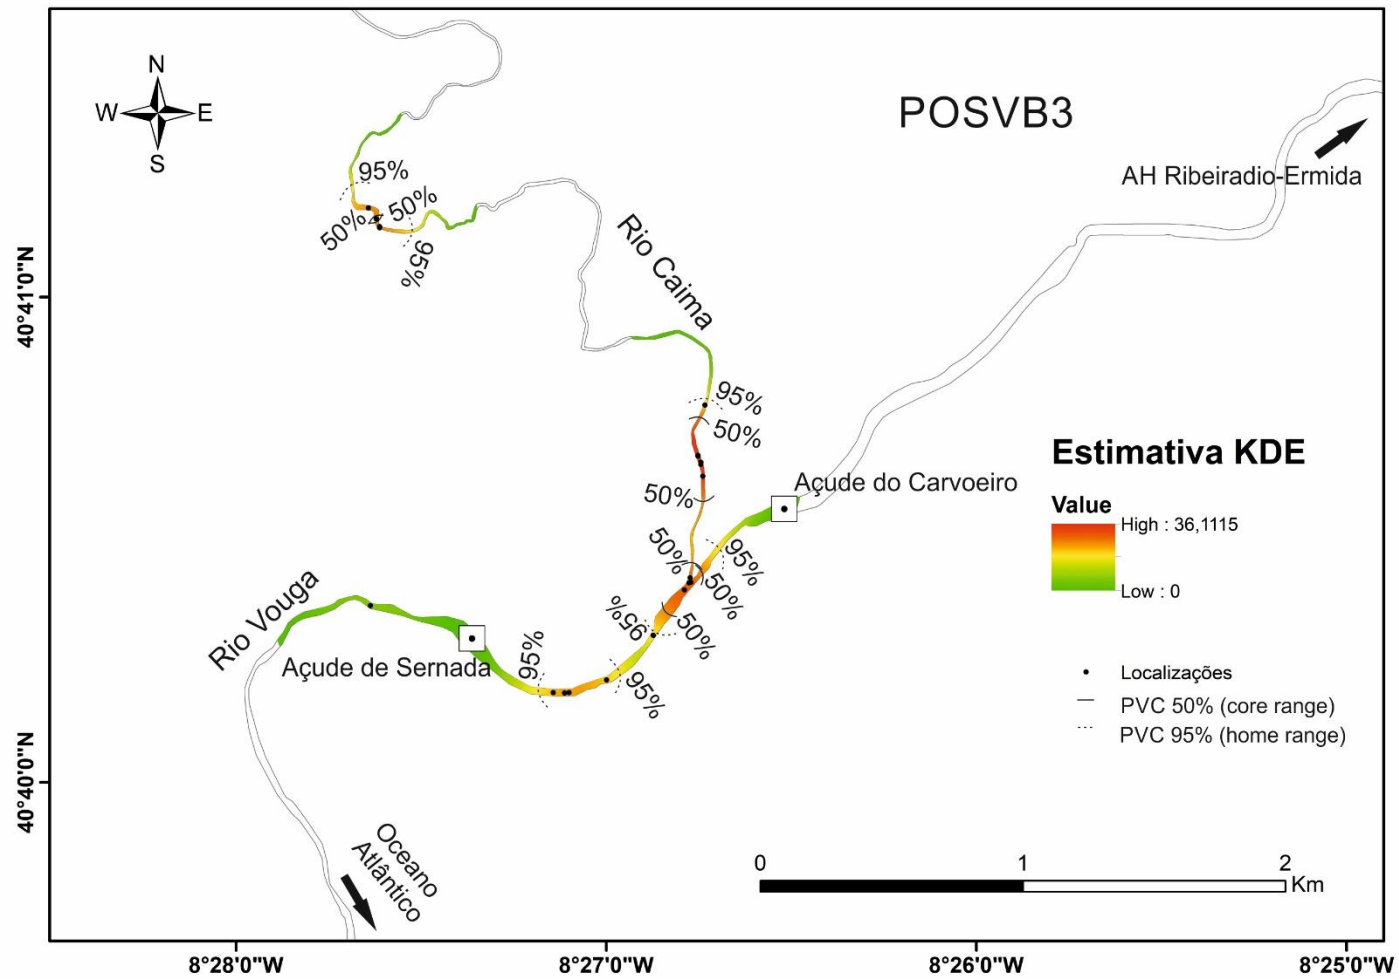 N
W E
S
POSVB3
AH Ribeiradio-Ermida
95%
50%
50%
95%
Rio Caima
95%
50%
50%
Açude do Carvoeiro
50%
95%
50%
95%
50%
Rio Vouga
Açude de Sernada
95%
95%
Oceano
Atlântico
Estimativa KDE
Value
High : 36,1115
Low : 0
Localizações
PVC 50% (core range)
PVC 95% (home range)
0 1 2
Km
40°41'0"N
40°40'0"N
8°28'0"W 8°27'0"W 8°26'0"W 8°25'0"W